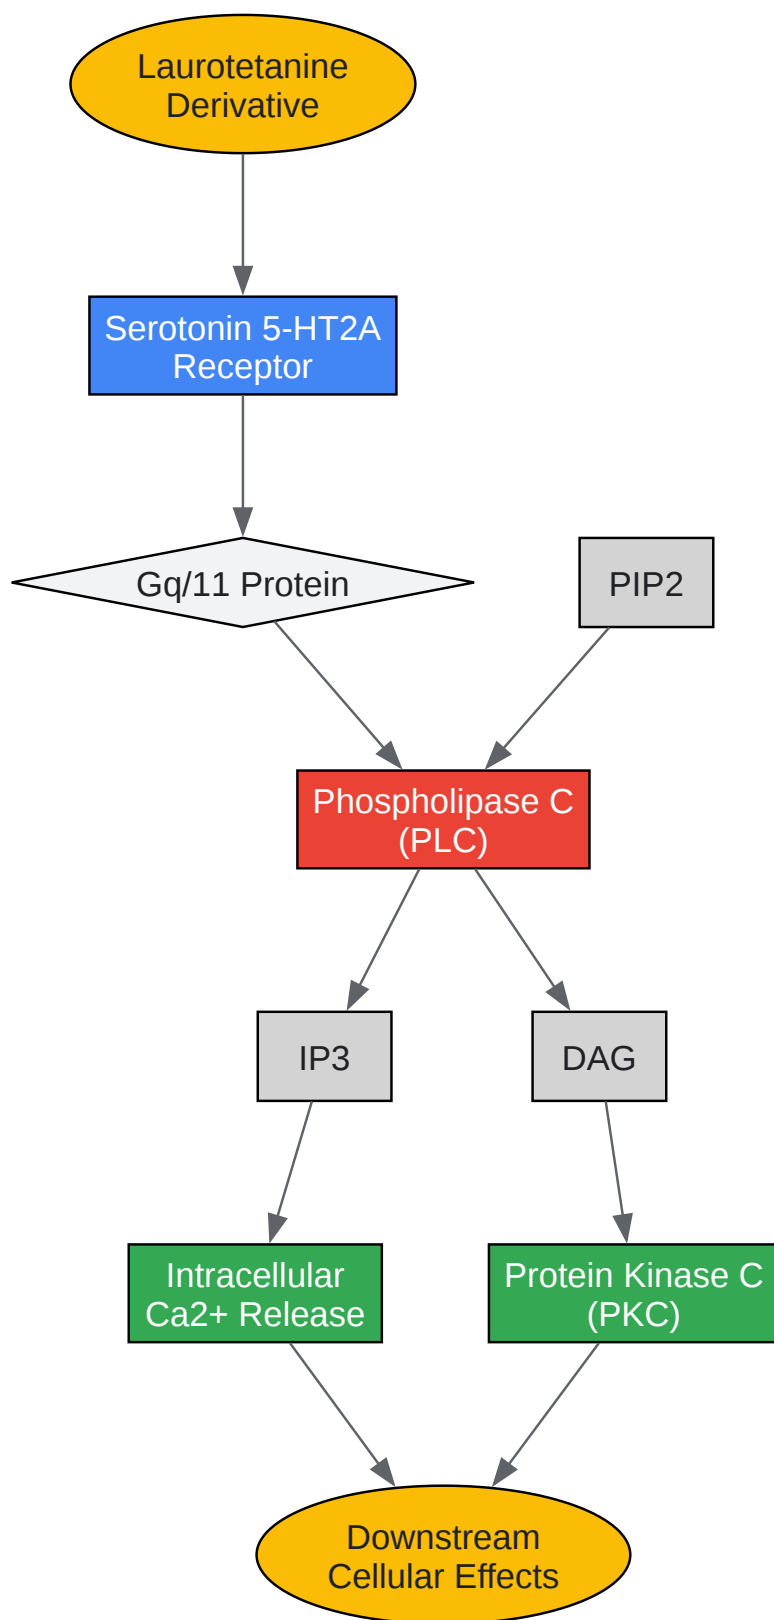 Laurotetanine
Derivative
Serotonin 5-HT2A
Receptor
Gq/11 Protein
PIP2
Phospholipase C
(PLC)
IP3
DAG
Intracellular
Ca2+ Release
Protein Kinase C
(PKC)
Downstream
Cellular Effects